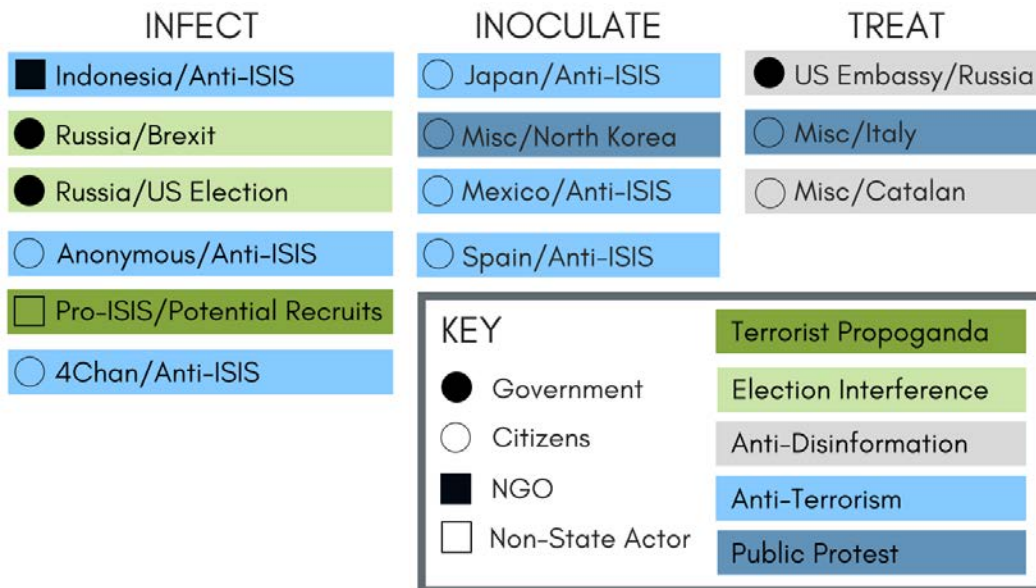 INFECT
Indonesia/Anti-ISIS
Russia/Brexit
Russia/US Election
Anonymous/Anti-ISIS
Pro-ISIS/Potential Recruits
4Chan/Anti-ISIS
INOCULATE
Japan/Anti-ISIS
Misc/North Korea
Mexico/Anti-ISIS
Spain/Anti-ISIS
TREAT
US Embassy/Russia
Misc/Italy
Misc/Catalan
KEY
Government
Citizens
NGO
Non-State Actor
Terrorist Propoganda
Election Interference
Anti-Disinformation
Anti-Terrorism
Public Protest